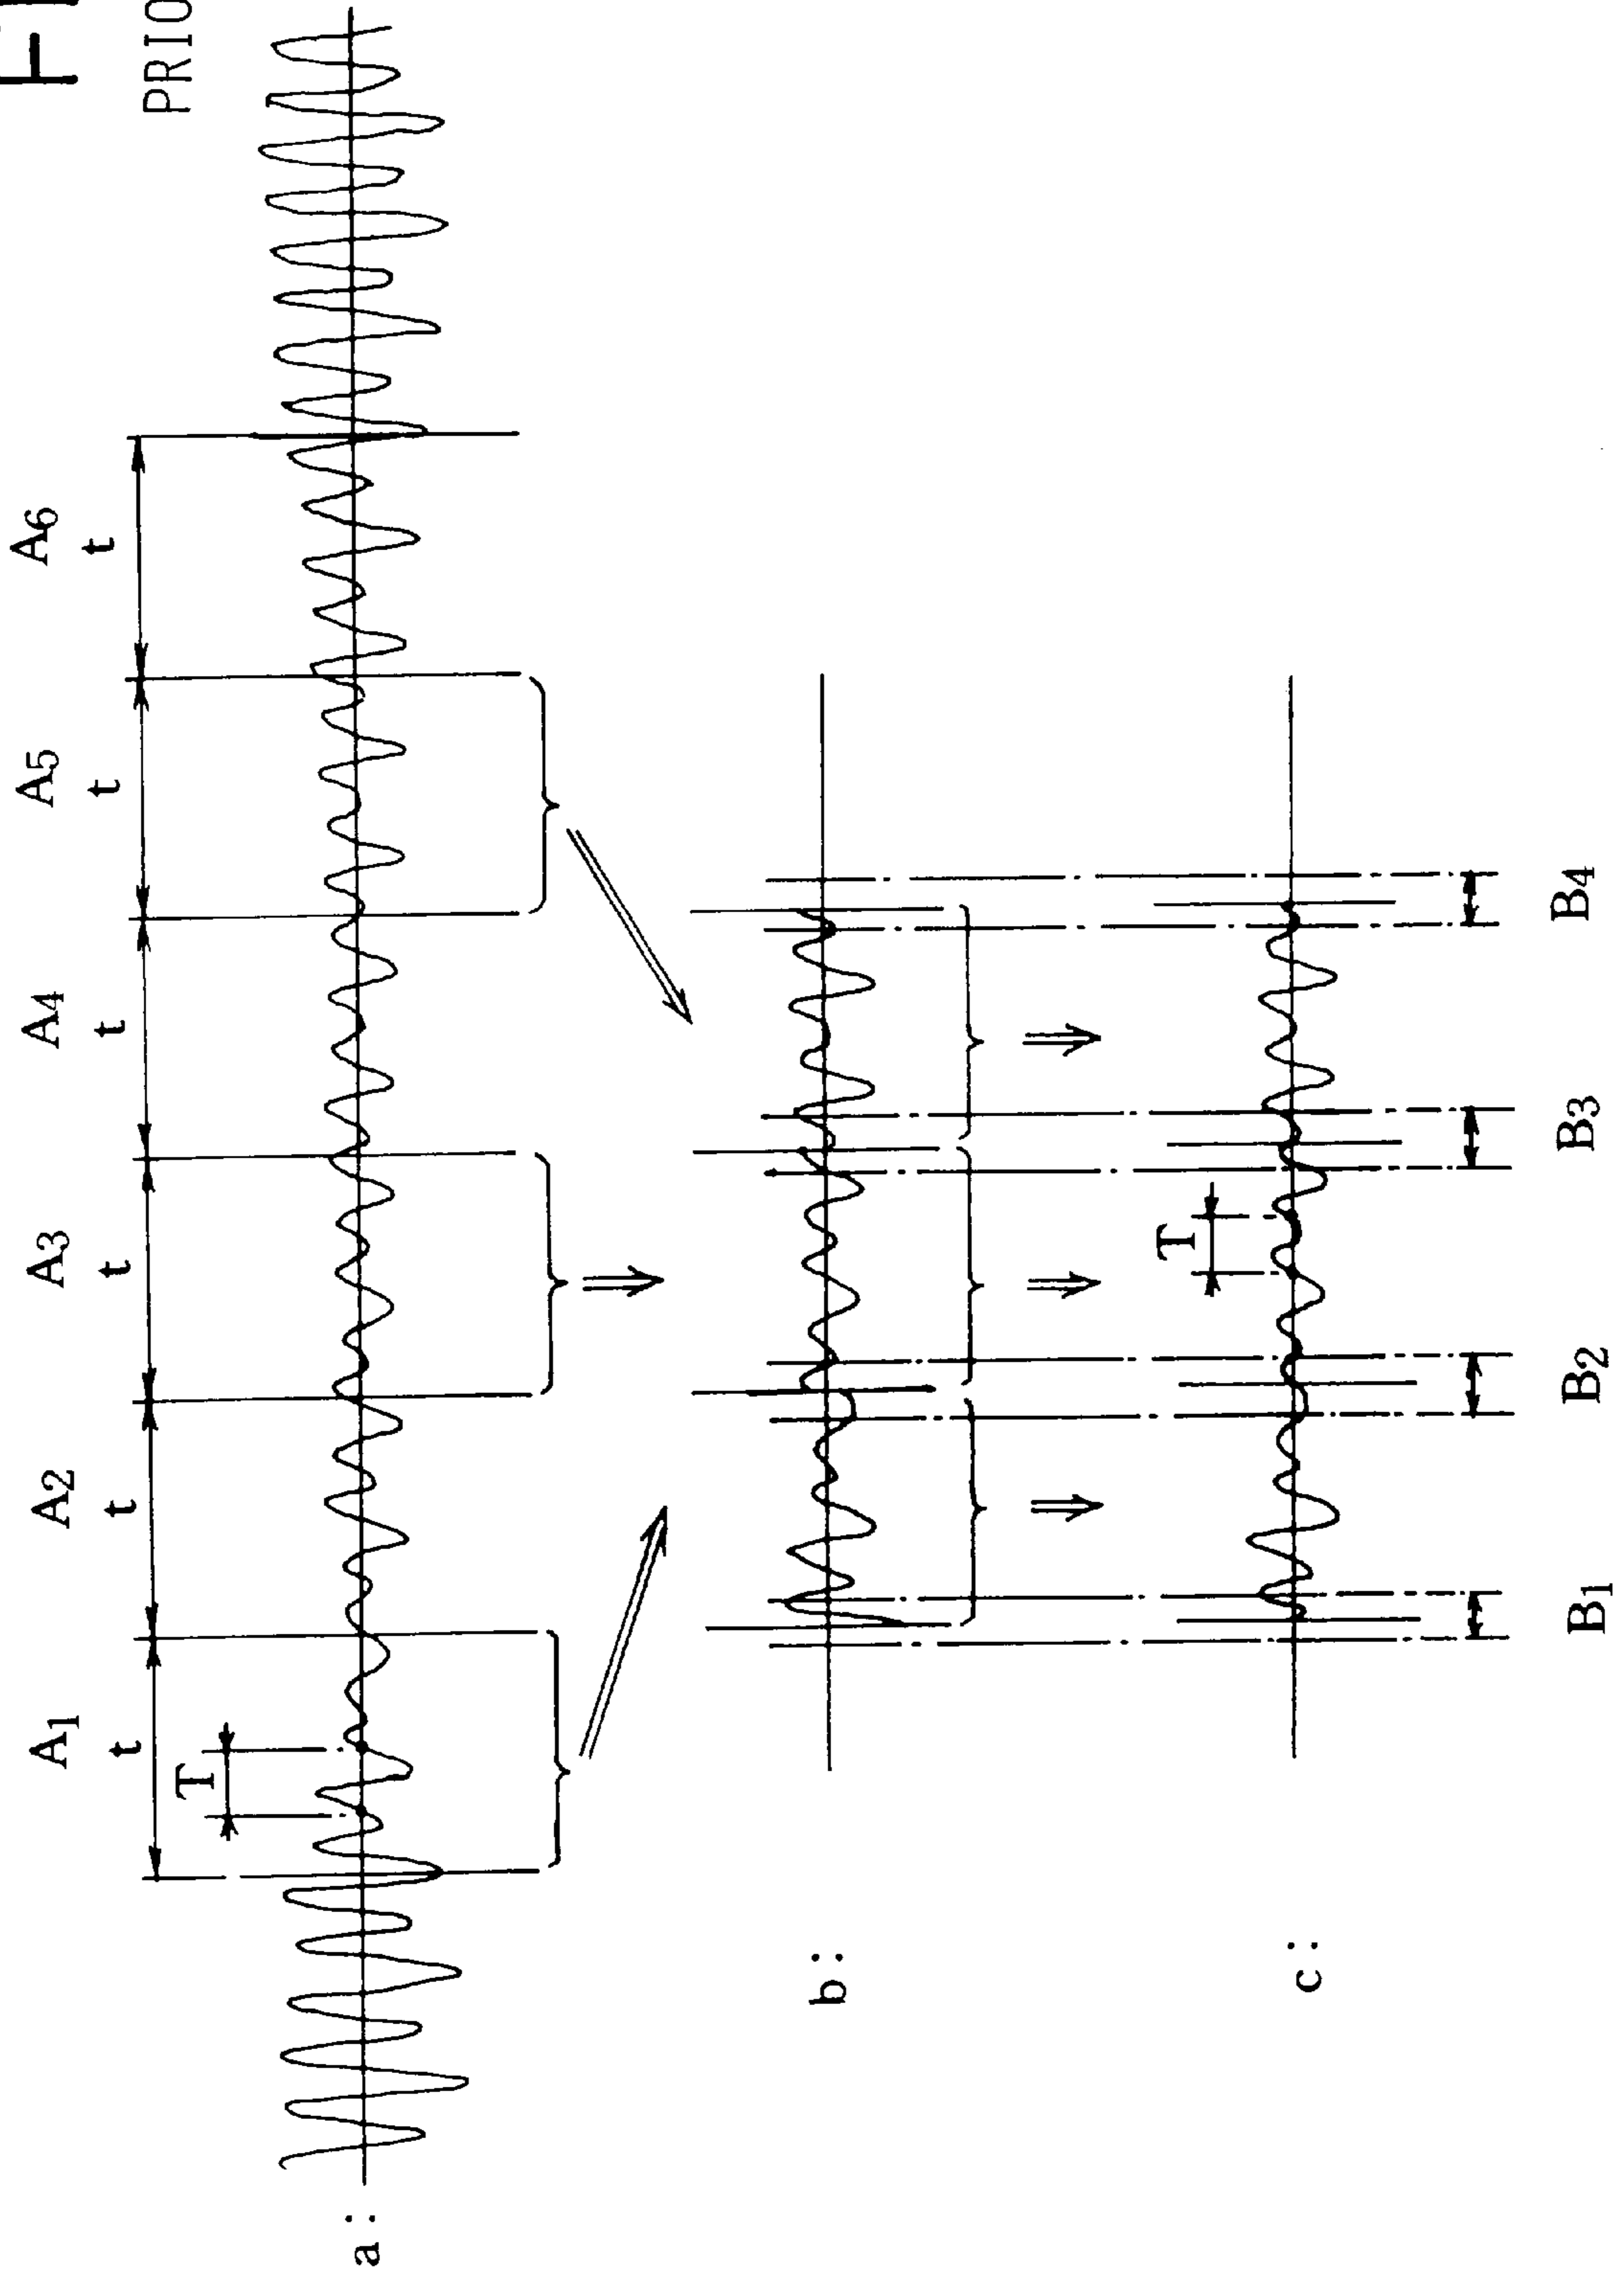 PRIO
A1 A2 A3 A4 A5 A6
t t t t t t
T
a :
b :
T
c :
B1 B2 B3 B4